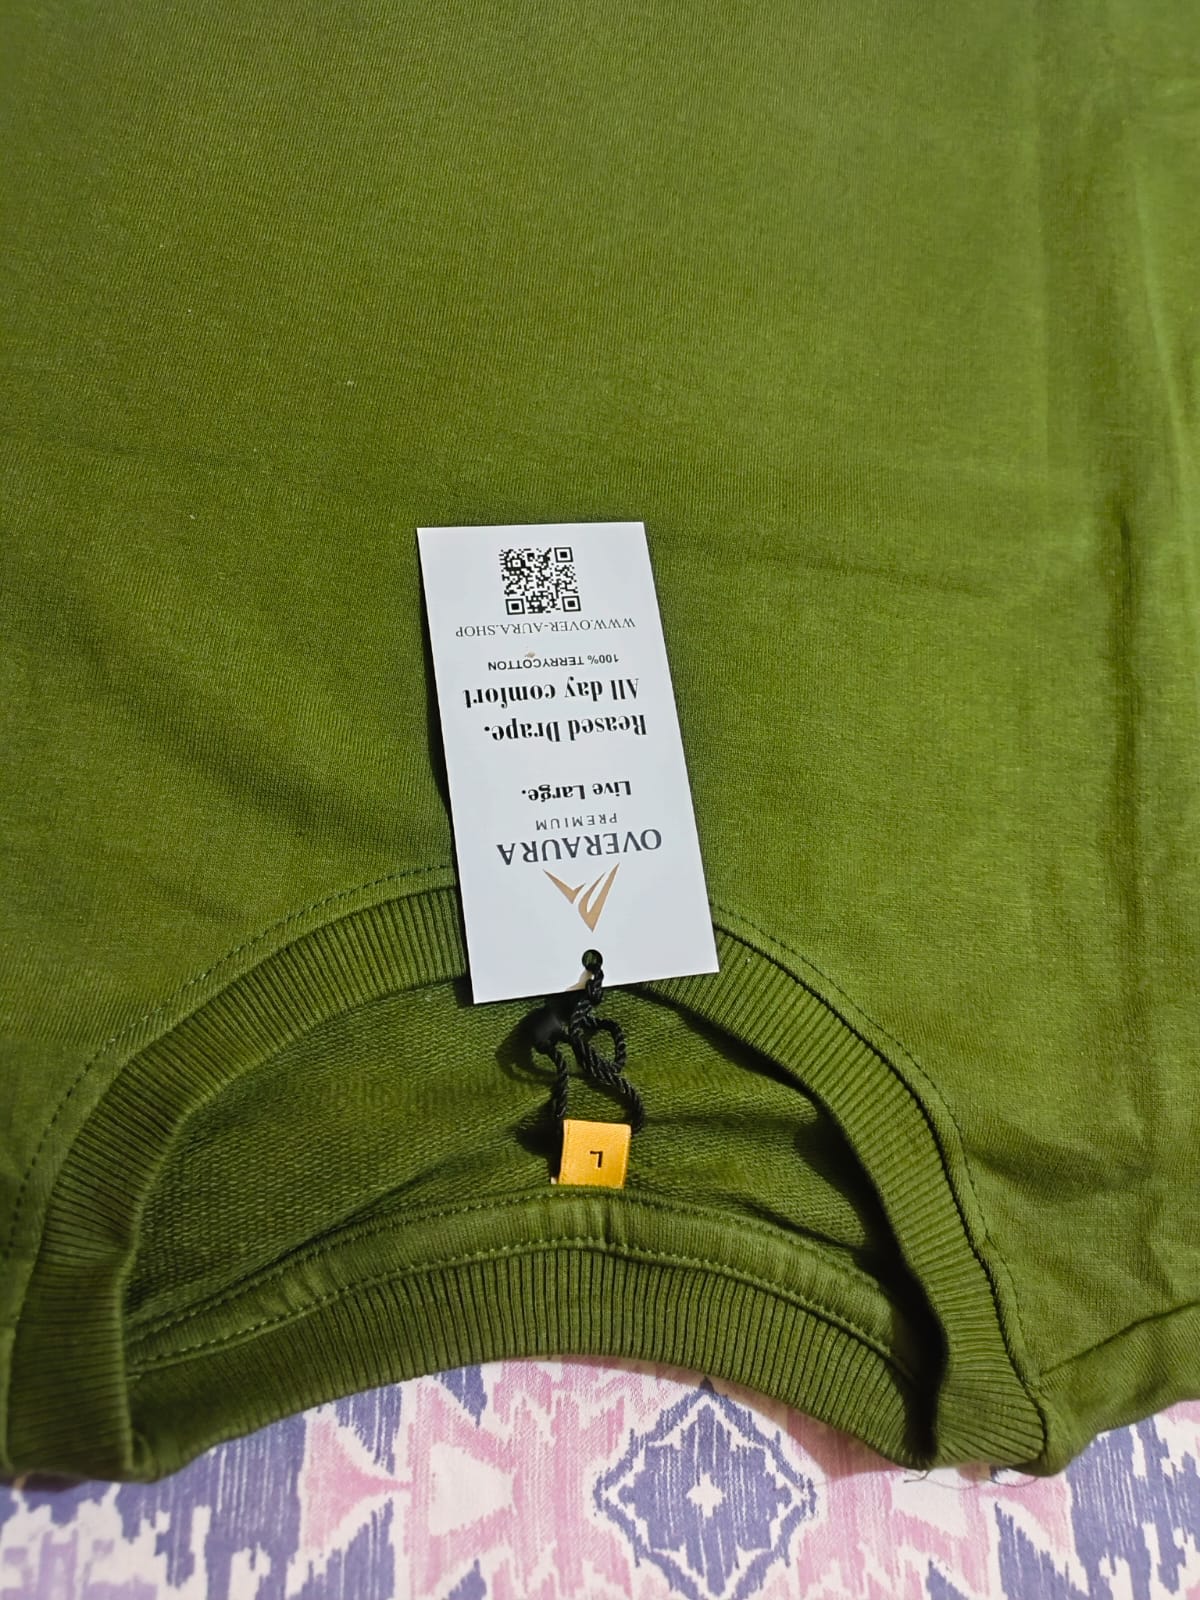 OVERAURA
PREMIUM
Live Large.
Reased Drape.
All day comfort
100% TERRYCOTTON
WWW.OVER-AURA.SHOP
L